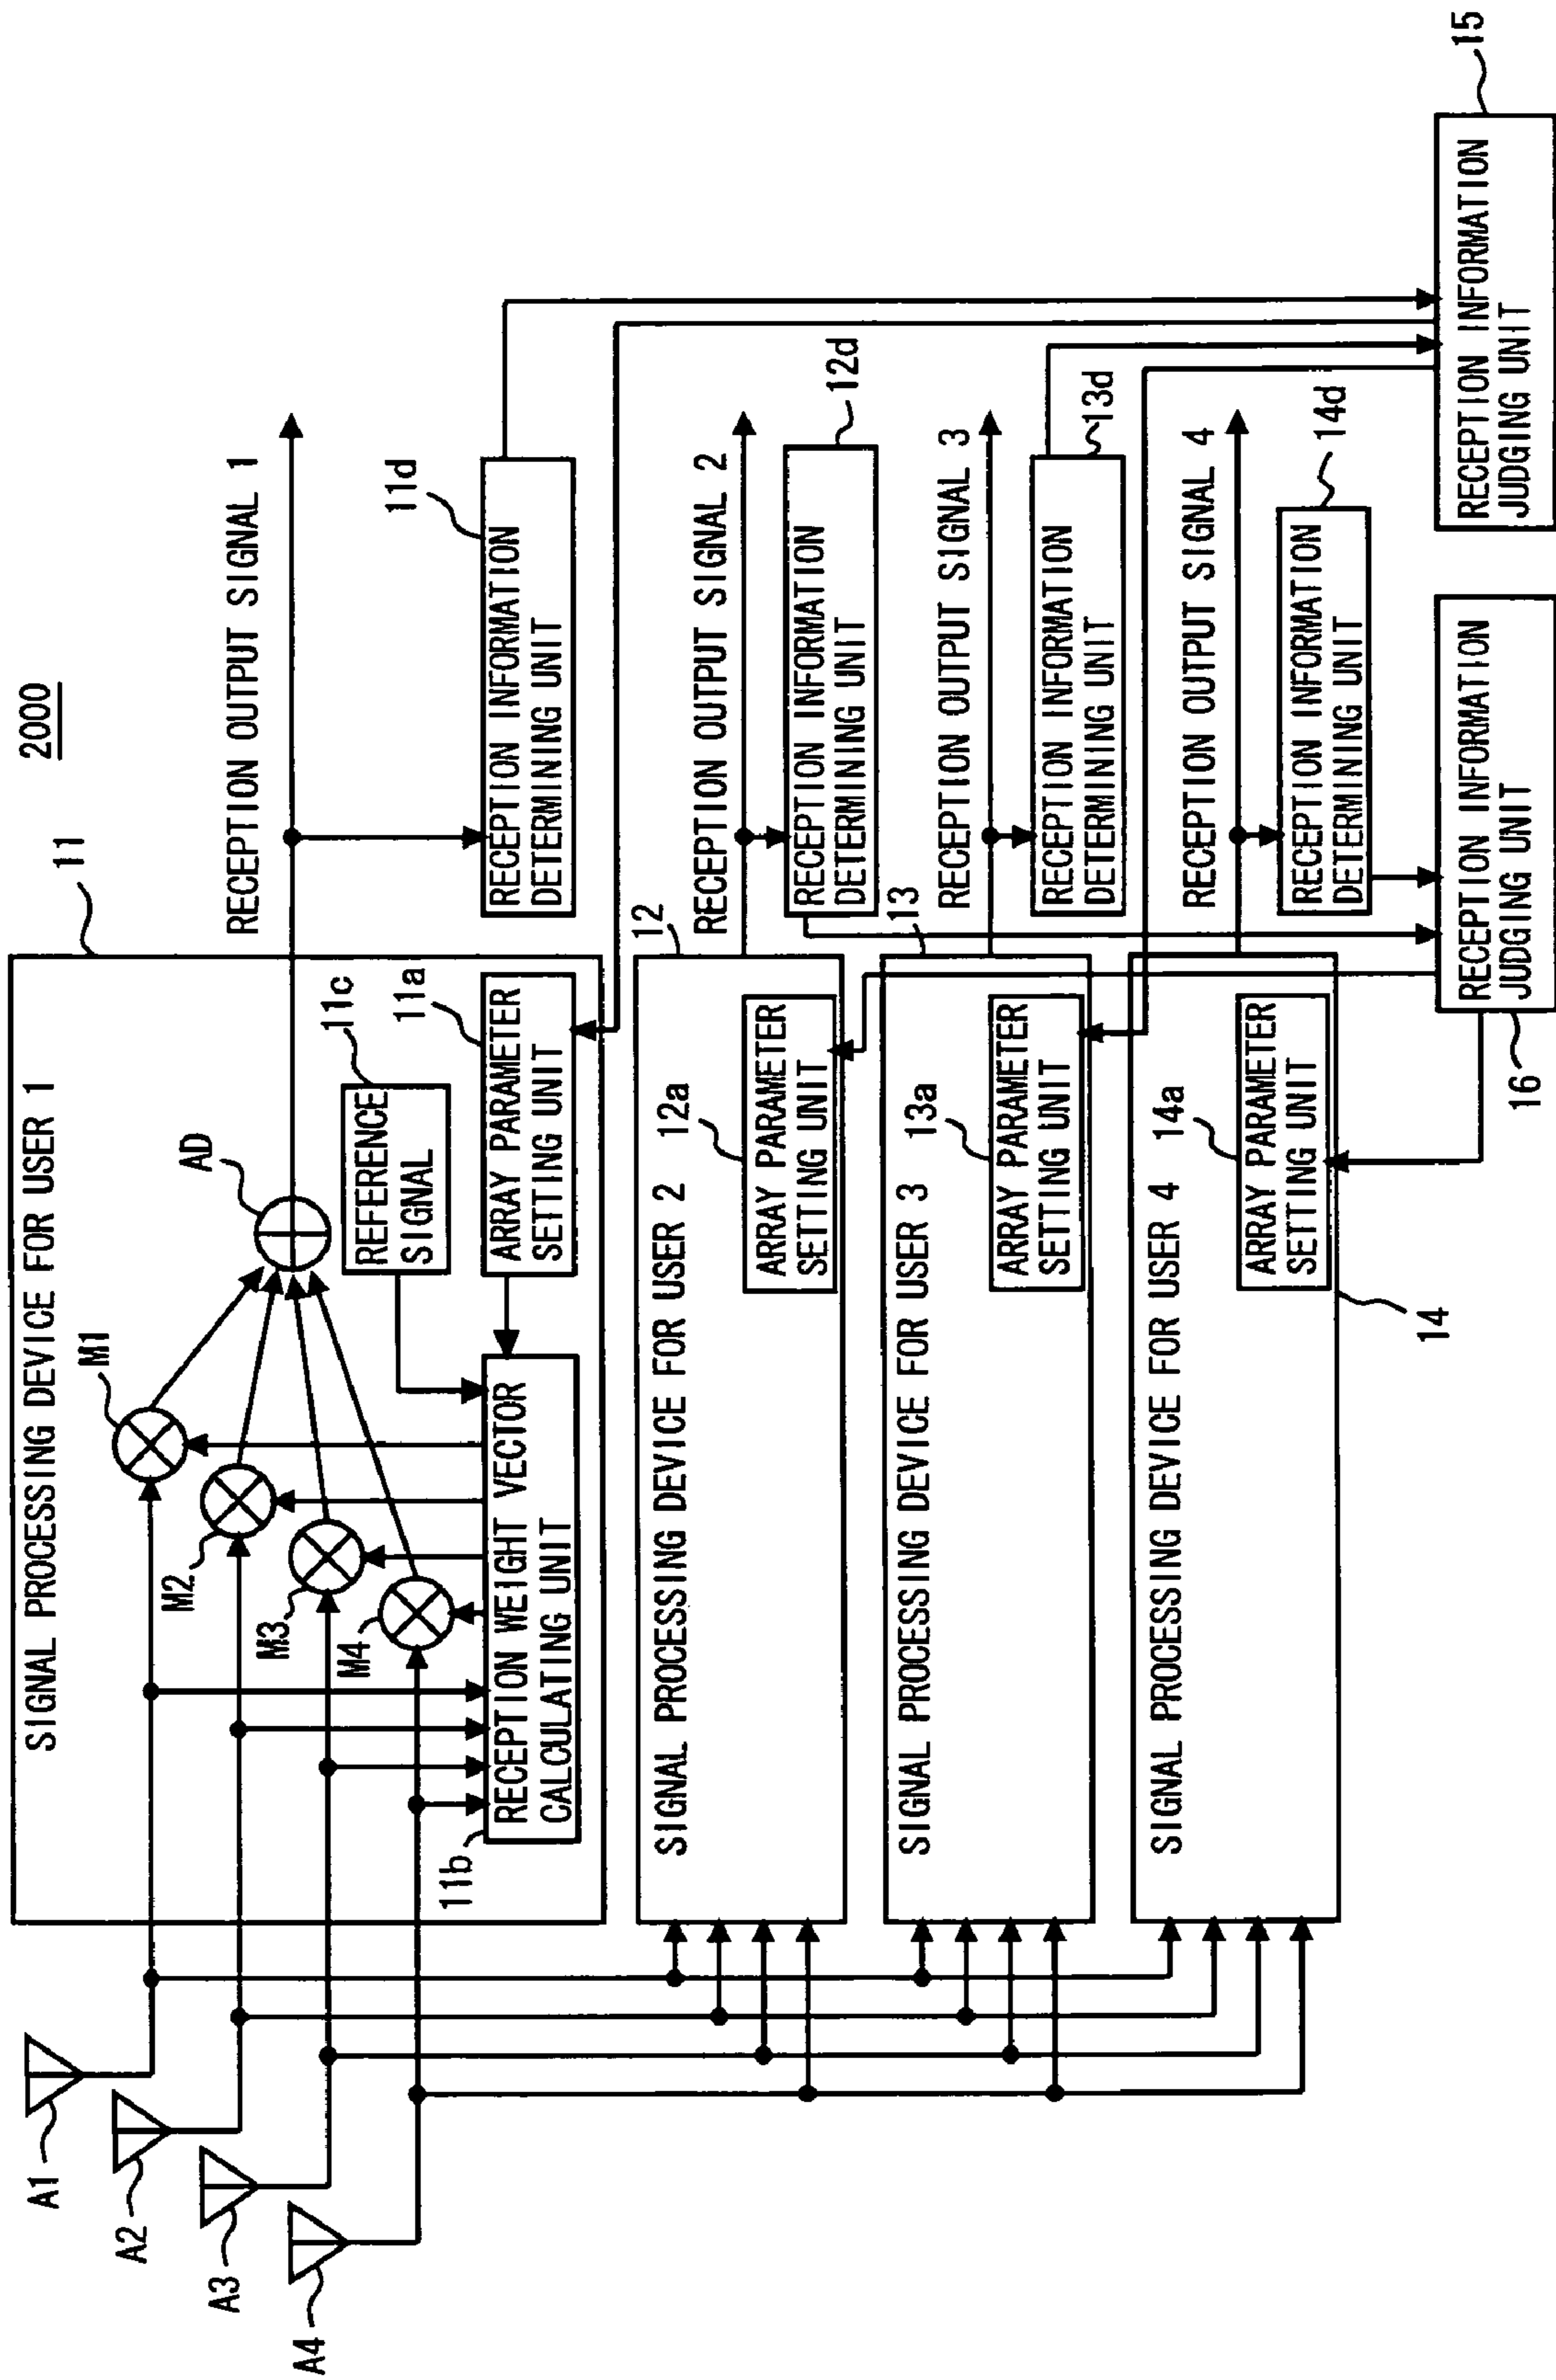 2000
SIGNAL PROCESSING DEVICE FOR USER 1
11
A1
A2
A3
A4
M1
M2
M3
M4
AD
RECEPTION OUTPUT SIGNAL 1
11c
REFERENCE
SIGNAL
11a
ARRAY PARAMETER
SETTING UNIT
11b
RECEPTION WEIGHT VECTOR
CALCULATING UNIT
11d
RECEPTION INFORMATION
DETERMINING UNIT
SIGNAL PROCESSING DEVICE FOR USER 2
12
12a
ARRAY PARAMETER
SETTING UNIT
RECEPTION OUTPUT SIGNAL 2
12d
RECEPTION INFORMATION
DETERMINING UNIT
SIGNAL PROCESSING DEVICE FOR USER 3
13
13a
ARRAY PARAMETER
SETTING UNIT
RECEPTION OUTPUT SIGNAL 3
13d
RECEPTION INFORMATION
DETERMINING UNIT
SIGNAL PROCESSING DEVICE FOR USER 4
14
14a
ARRAY PARAMETER
SETTING UNIT
RECEPTION OUTPUT SIGNAL 4
14d
RECEPTION INFORMATION
DETERMINING UNIT
16
RECEPTION INFORMATION
JUDGING UNIT
15
RECEPTION INFORMATION
JUDGING UNIT